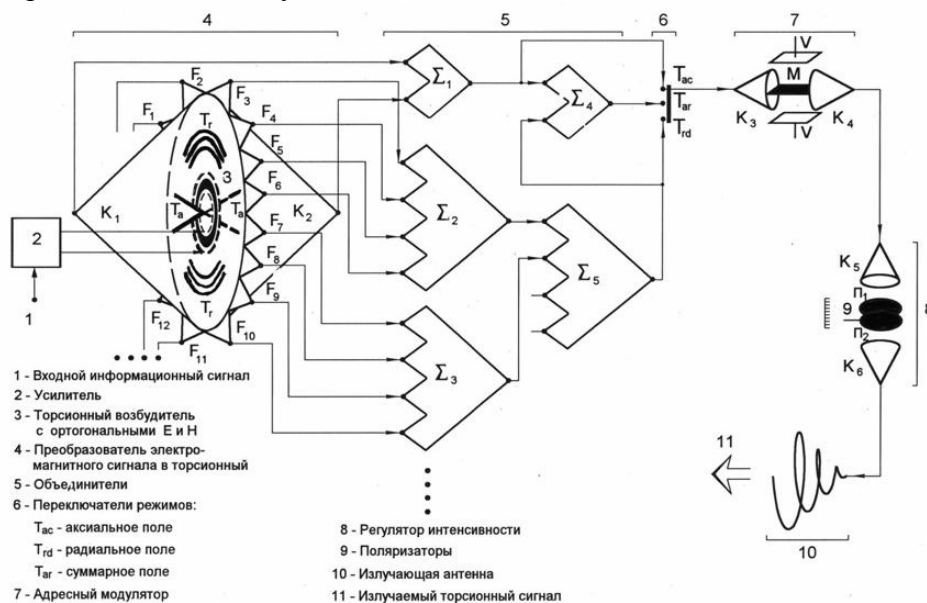 4
5
6
7
F₁
F₂
F₃
F₄
F₅
F₆
F₇
F₈
F₉
F₁₀
F₁₁
F₁₂
Tᵣ
3
Tₐ
Tₐ
Tᵣ
K₁
K₂
2
1
Σ₁
Σ₂
Σ₃
Σ₄
Σ₅
Tₐc
Tₐr
Trd
V
M
V
K₃
K₄
K₅
П₁
9
П₂
K₆
8
11
10
1 - Входной информационный сигнал
2 - Усилитель
3 - Торсионный возбудитель
с ортогональными E и H
4 - Преобразователь электро-
магнитного сигнала в торсионный
5 - Объединители
6 - Переключатели режимов:
Tac - аксиальное поле
Trd - радиальное поле
Tar - суммарное поле
7 - Адресный модулятор
8 - Регулятор интенсивности
9 - Поляризаторы
10 - Излучающая антенна
11 - Излучаемый торсионный сигнал